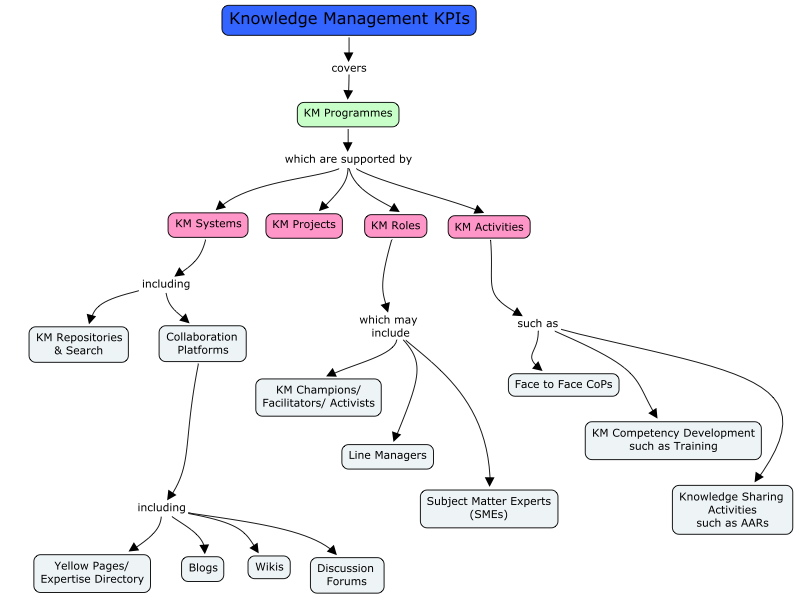 Knowledge Management KPIs
covers
KM Programmes
which are supported by
KM Systems
KM Projects
KM Roles
KM Activities
including
KM Repositories
& Search
Collaboration
Platforms
which may
include
such as
KM Champions/
Facilitators/ Activists
Line Managers
Subject Matter Experts
(SMEs)
Face to Face CoPs
KM Competency Development
such as Training
Knowledge Sharing
Activities
such as AARs
including
Yellow Pages/
Expertise Directory
Blogs
Wikis
Discussion
Forums